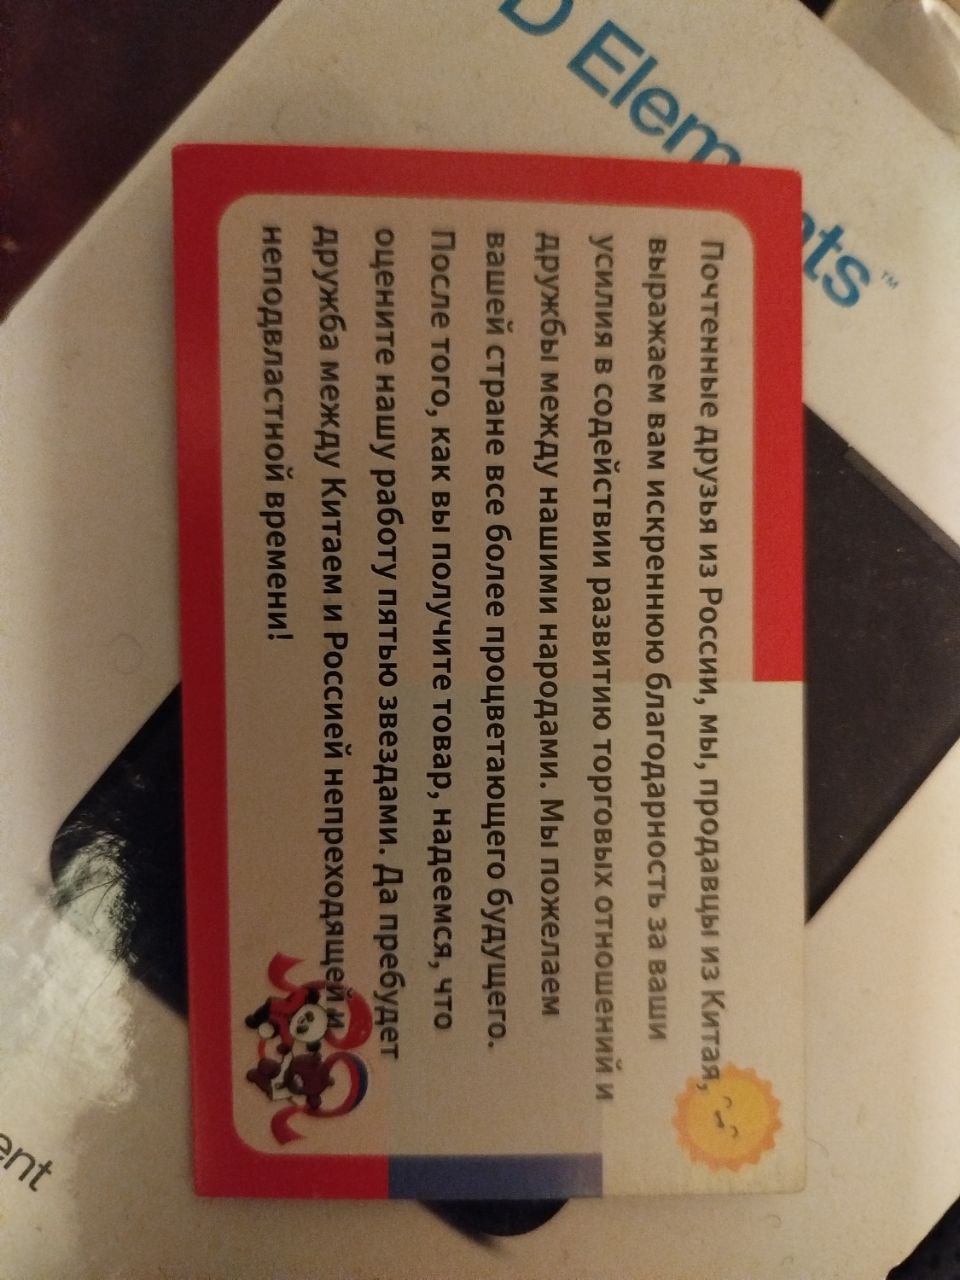 Почтенные друзья из России, мы, продавцы из Китая,
выражаем вам искреннюю благодарность за ваши
усилия в содействии развитию торговых отношений и
дружбы между нашими народами. Мы пожелаем
вашей стране все более процветающего будущего.
После того, как вы получите товар, надеемся, что
оцените нашу работу пятью звездами. Да пребудет
дружба между Китаем и Россией непреходящей и
неподвластной времени!
D Elem
nts™
ent